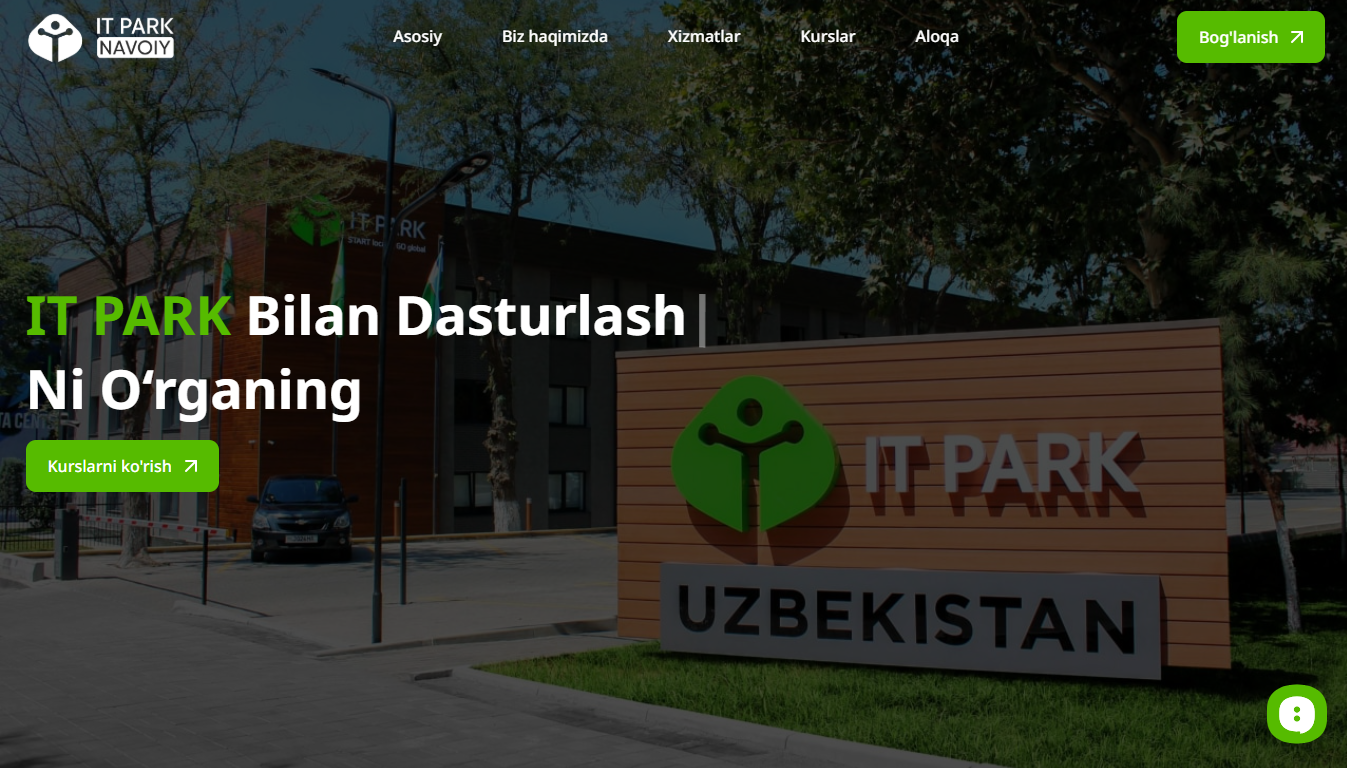 IT PARK
NAVOIY
Asosiy
Biz haqimizda
Xizmatlar
Kurslar
Aloqa
Bog'lanish
IT PARK
START local GO global
IT PARK Bilan Dasturlash
Ni O‘rganing
Kurslarni ko'rish
IT PARK
UZBEKISTAN